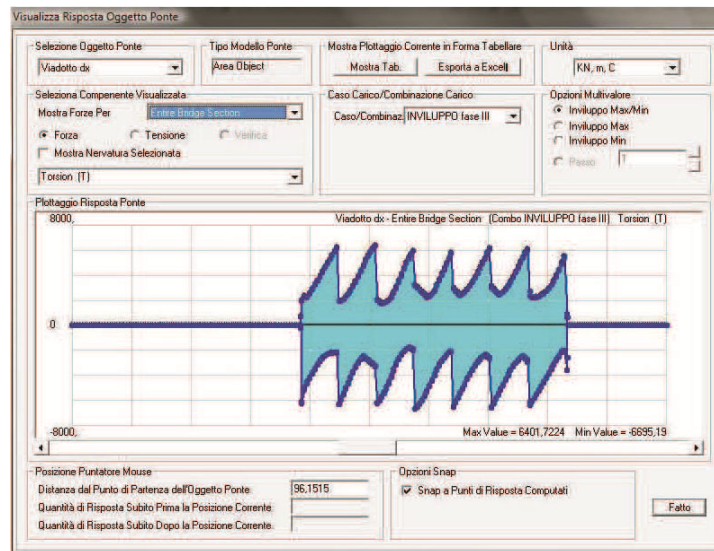 Visualizza Risposta Oggetto Ponte
Selezione Oggetto Ponte
Viadotto dx
Tipo Modello Ponte
Area Object
Mostra Plottaggio Corrente in Forma Tabellare
Mostra Tab.
Esporta a Excell
Unità
KN, m, C
Seleziona Compenente Visualizzata
Mostra Forze Per
Entire Bridge Section
Forza
Tensione
Verifica
Mostra Nervatura Selezionata
Torsion (T)
Caso Carico/Combinazione Carico
Caso/Combinaz.
INVILUPPO fase III
Opzioni Multivalore
Inviluppo Max/Min
Inviluppo Max
Inviluppo Min
Passo
1
Plottaggio Risposta Ponte
8000,
Viadotto dx - Entire Bridge Section (Combo INVILUPPO fase III) Torsion (T)
0.
-8000,
Max Value = 6401,7224 Min Value = -6695,19
Posizione Puntatore Mouse
Distanza dal Punto di Partenza dell'Oggetto Ponte
96,1515
Quantità di Risposta Subito Prima la Posizione Corrente
Quantità di Risposta Subito Dopo la Posizione Corrente
Opzioni Snap
Snap a Punti di Risposta Computati
Fatto